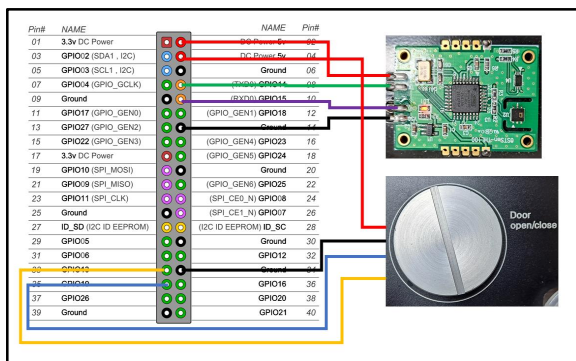 Pin# NAME NAME Pin#
01 3.3v DC Power DC Power 5v 02
03 GPIO02 (SDA1 , I2C) DC Power 5v 04
05 GPIO03 (SCL1 , I2C) Ground 06
07 GPIO04 (GPIO_GCLK) (TXD0) GPIO14
09 Ground (RXD0) GPIO15 10
11 GPIO17 (GPIO_GEN0) (GPIO_GEN1) GPIO18 12
13 GPIO27 (GPIO_GEN2) Ground 14
15 GPIO22 (GPIO_GEN3) (GPIO_GEN4) GPIO23 16
17 3.3v DC Power (GPIO_GEN5) GPIO24 18
19 GPIO10 (SPI_MOSI) Ground 20
21 GPIO09 (SPI_MISO) (GPIO_GEN6) GPIO25 22
23 GPIO11 (SPI_CLK) (SPI_CE0_N) GPIO08 24
25 Ground (SPI_CE1_N) GPIO07 26
27 ID_SD (I2C ID EEPROM) (I2C ID EEPROM) ID_SC 28
29 GPIO05 Ground 30
31 GPIO06 GPIO12 32
33 GPIO13 Ground 34
35 GPIO19 GPIO16 36
37 GPIO26 GPIO20 38
39 Ground GPIO21 40
Door
open/close